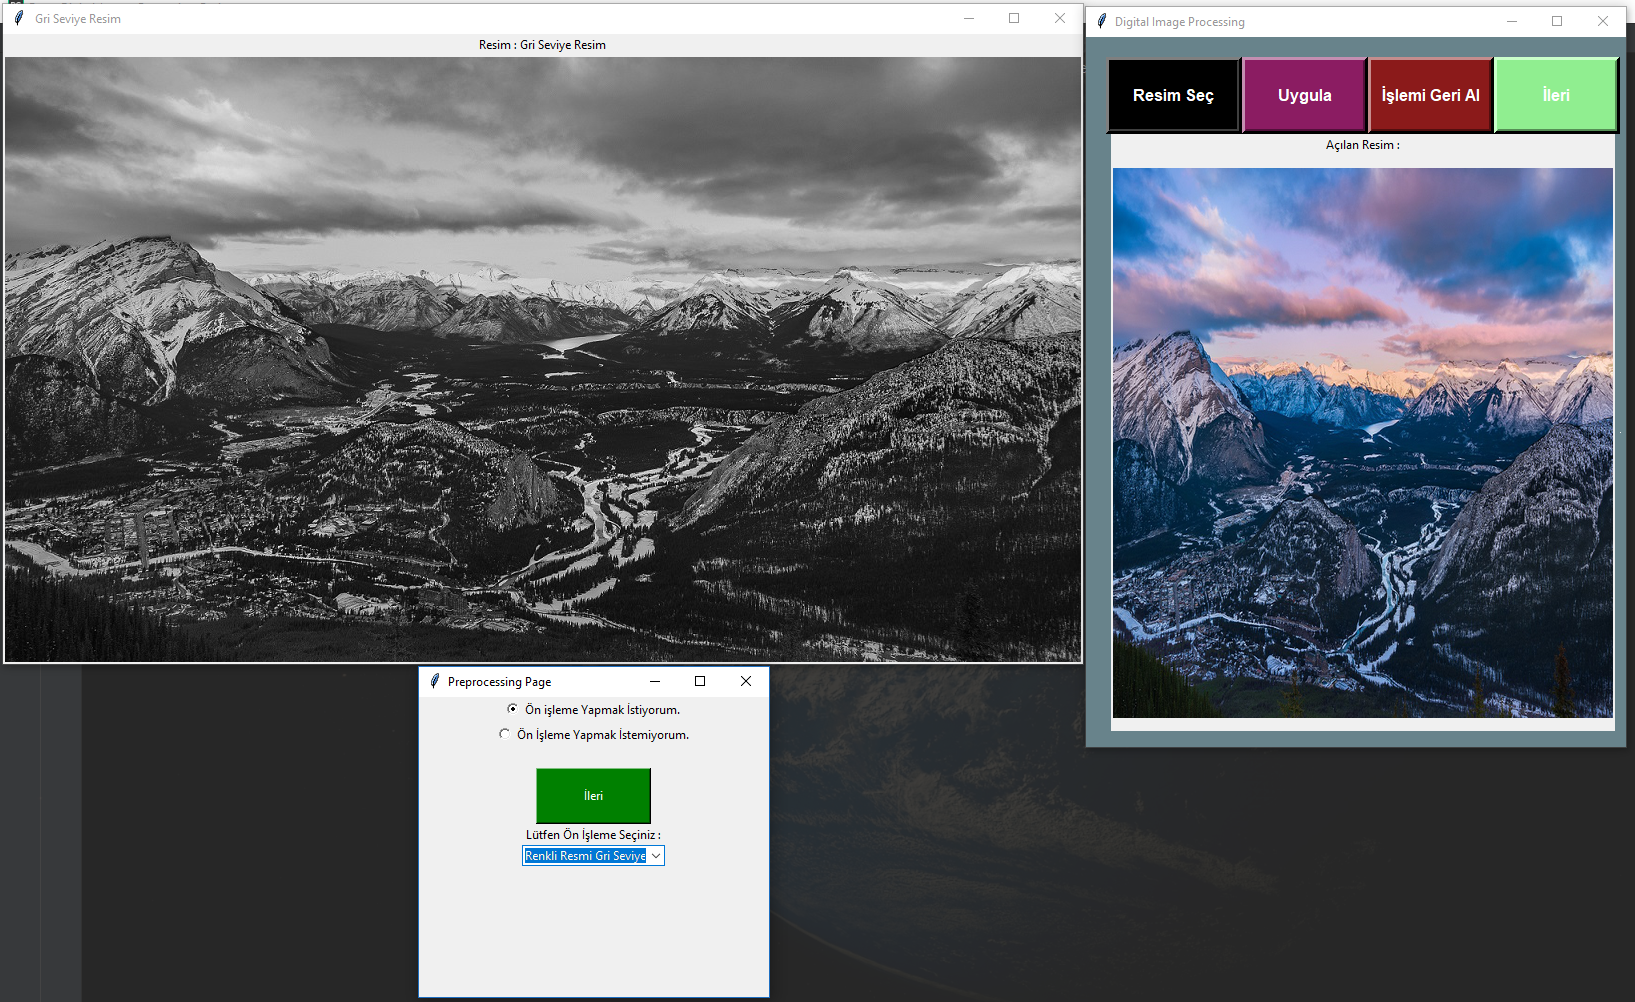 Gri Seviye Resim
Resim : Gri Seviye Resim
Digital Image Processing
Resim Seç
Uygula
İşlemi Geri Al
İleri
Açılan Resim :
Preprocessing Page
Ön işleme Yapmak İstiyorum.
Ön İşleme Yapmak İstemiyorum.
İleri
Lütfen Ön İşleme Seçiniz :
Renkli Resmi Gri Seviye